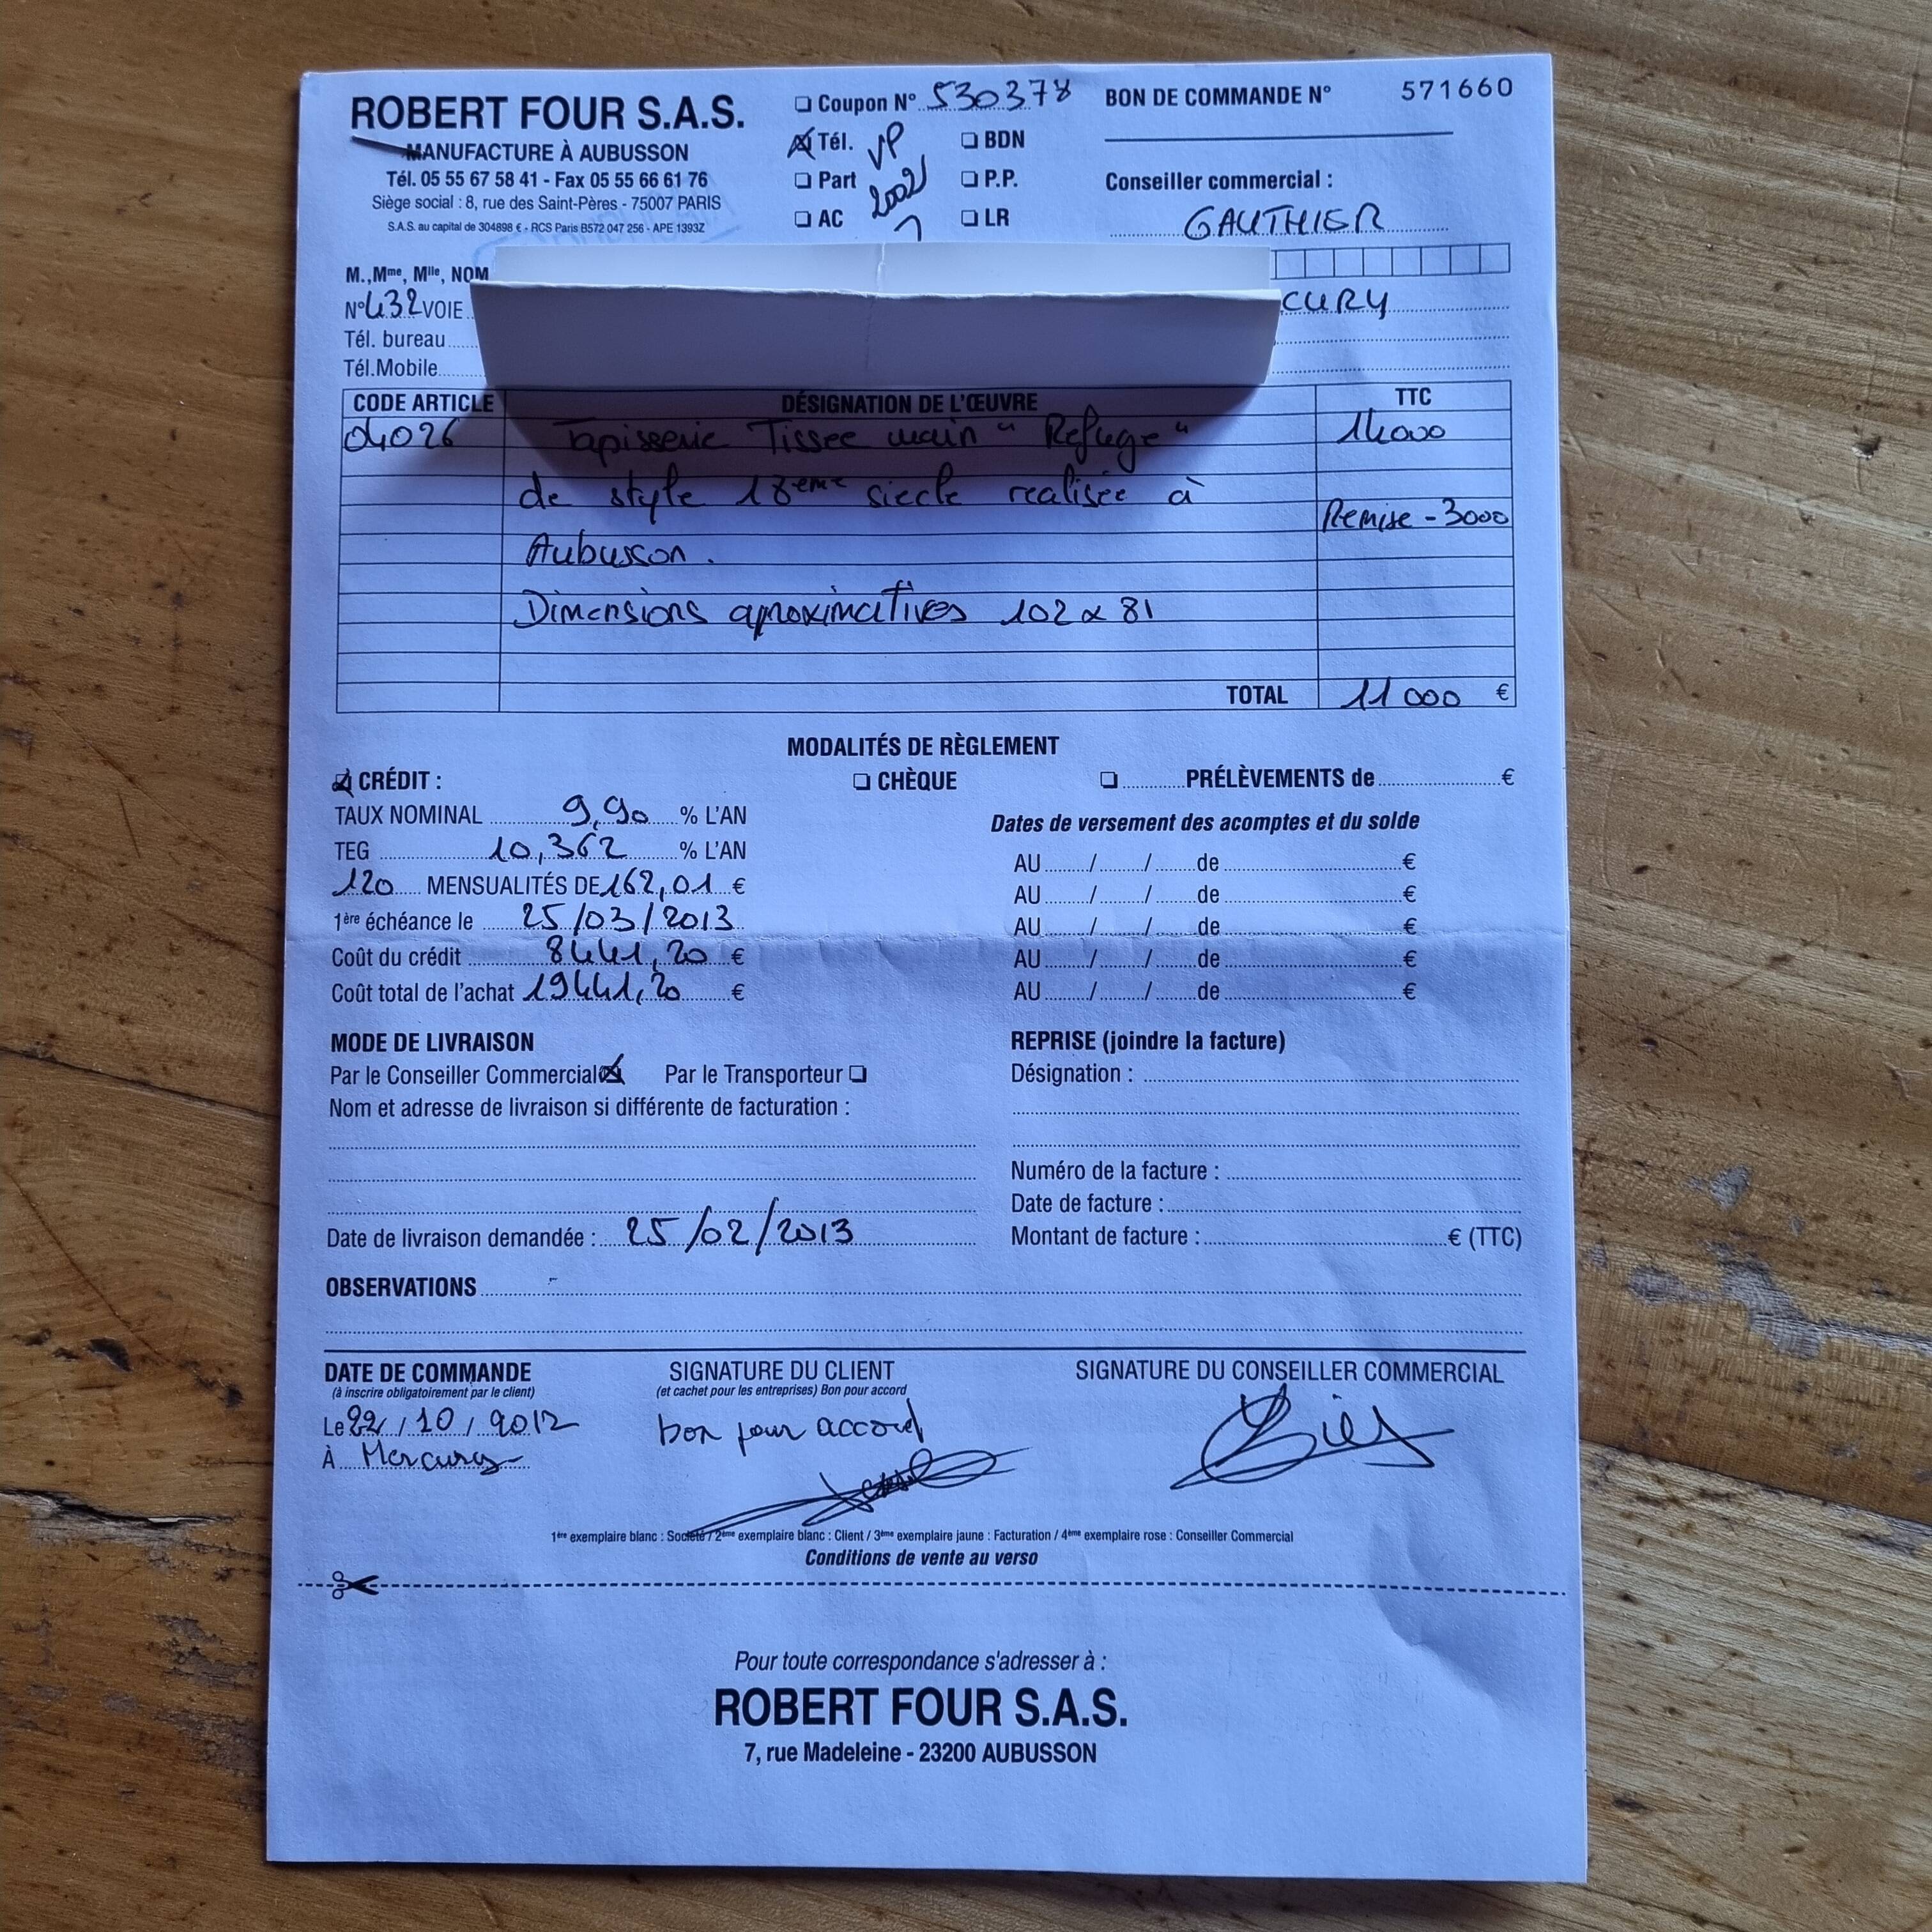 ROBERT FOUR S.A.S.
MANUFACTURE À AUBUSSON
Tél. 05 55 67 58 41 - Fax 05 55 66 61 76
Siège social : 8, rue des Saint-Pères - 75007 PARIS
S.A.S. au capital de 304898 € - RCS Paris B572 047 256 - APE 1393Z
Coupon N° 530378
Tél. VP BDN
Part 2002 P.P.
AC LR
BON DE COMMANDE N° 571660
Conseiller commercial :
GAUTHIER
M.,Mme, Mlle, NOM
N° 432 VOIE CURY
Tél. bureau
Tél.Mobile
CODE ARTICLE DÉSIGNATION DE L'ŒUVRE TTC
04026 Tapisserie Tissee main "Refuge" 14000
de style 18eme siecle realisée à
Remise - 3000
Aubusson.
Dimensions aproximatives 102 x 81
TOTAL 11 000 €
MODALITÉS DE RÈGLEMENT
CRÉDIT : CHÈQUE PRÉLÈVEMENTS de €
TAUX NOMINAL 9,90 % L'AN
Dates de versement des acomptes et du solde
TEG 10,362 % L'AN
AU / / de €
120 MENSUALITÉS DE 162,01 €
AU / / de €
1ère échéance le 25/03/2013
AU / / de €
Coût du crédit 8441,20 €
AU / / de €
Coût total de l'achat 19441,20 €
AU / / de €
MODE DE LIVRAISON
Par le Conseiller Commercial Par le Transporteur
Nom et adresse de livraison si différente de facturation :
Date de livraison demandée : 25/02/2013
REPRISE (joindre la facture)
Désignation :
Numéro de la facture :
Date de facture :
Montant de facture : € (TTC)
OBSERVATIONS
DATE DE COMMANDE
(à inscrire obligatoirement par le client)
Le 22/10/2012
À Mercury
SIGNATURE DU CLIENT
(et cachet pour les entreprises) Bon pour accord
bon pour accord
SIGNATURE DU CONSEILLER COMMERCIAL
1ère exemplaire blanc : Société / 2ème exemplaire blanc : Client / 3ème exemplaire jaune : Facturation / 4ème exemplaire rose : Conseiller Commercial
Conditions de vente au verso
Pour toute correspondance s'adresser à :
ROBERT FOUR S.A.S.
7, rue Madeleine - 23200 AUBUSSON